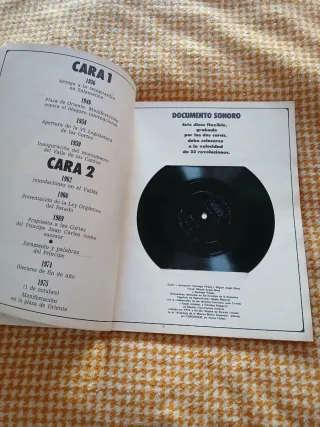 CARA 1
1936
Arenga a la vanguardia
en Salamanca
1946
Plaza de Oriente. Manifestación
contra el bloqueo internacional
1958
Apertura de la VI Legislatura
de las Cortes
1959
Inauguración del monumento
del Valle de los Caídos
CARA 2
1962
Inundaciones en el Vallés
1966
Presentación de la Ley Orgánica
del Estado
1969
Propuesta a las Cortes
del Príncipe Juan Carlos como
sucesor
Juramento y palabras
del Príncipe
1974
Discurso de fin de año
1975
(1 de octubre)
Manifestación
en la plaza de Oriente
DOCUMENTO SONORO
Este disco flexible,
grabado
por las dos caras,
debe colocarse
a la velocidad
de 33 revoluciones.